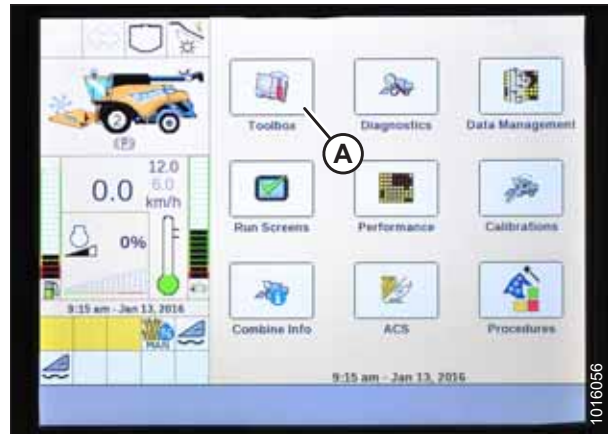 Toolbox
Diagnostics
Data Management
A
2
(P)
12.0
6.0
0.0
km/h
Run Screens
Performance
Calibrations
0%
9:15 am - Jan 13, 2016
MAN
Combine Info
ACS
Procedures
9:15 am - Jan 13, 2016
1016056